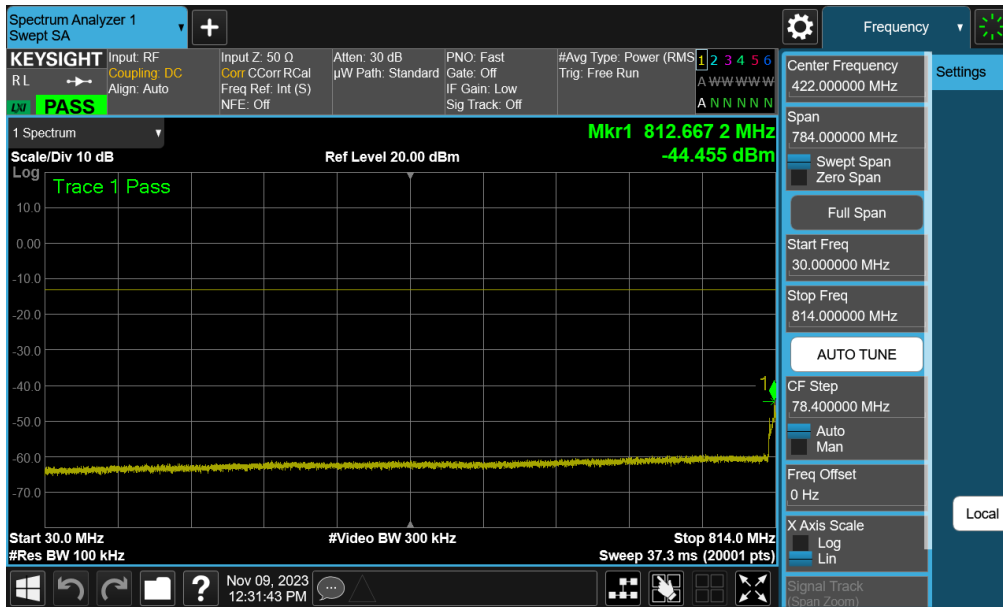 Spectrum Analyzer 1
Swept SA
+
Frequency
KEYSIGHT
RL
LXI PASS
Input: RF
Coupling: DC
Align: Auto
Input Z: 50 Ω
Corr CCorr RCal
Freq Ref: Int (S)
NFE: Off
Atten: 30 dB
µW Path: Standard
PNO: Fast
Gate: Off
IF Gain: Low
Sig Track: Off
#Avg Type: Power (RMS
Trig: Free Run
1 2 3 4 5 6
A W W W W W
A N N N N N
1 Spectrum
Mkr1 812.667 2 MHz
Scale/Div 10 dB
Ref Level 20.00 dBm
-44.455 dBm
Log
Trace 1 Pass
10.0
0.00
-10.0
-20.0
-30.0
-40.0
1
-50.0
-60.0
-70.0
Start 30.0 MHz
#Video BW 300 kHz
Stop 814.0 MHz
#Res BW 100 kHz
Sweep 37.3 ms (20001 pts)
Nov 09, 2023
12:31:43 PM
?
Center Frequency
422.000000 MHz
Span
784.000000 MHz
Swept Span
Zero Span
Full Span
Start Freq
30.000000 MHz
Stop Freq
814.000000 MHz
AUTO TUNE
CF Step
78.400000 MHz
Auto
Man
Freq Offset
0 Hz
X Axis Scale
Log
Lin
Signal Track
(Span Zoom)
Settings
Local